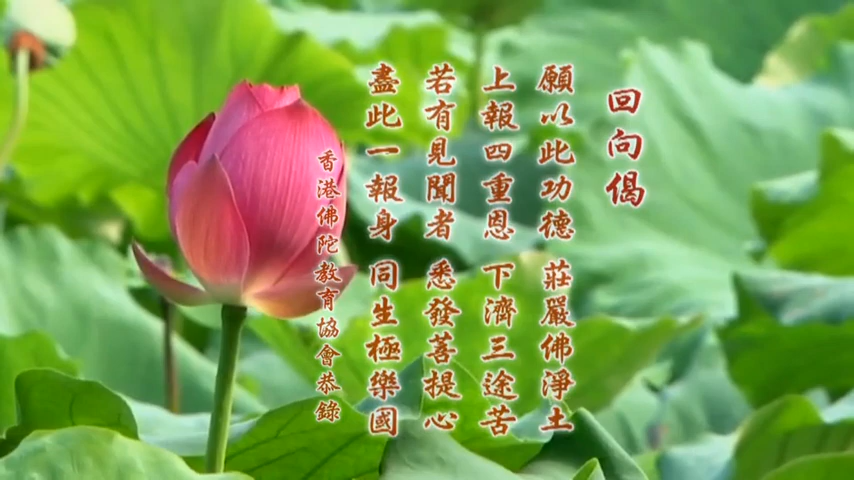 回向偈
願以此功德 莊嚴佛淨土
上報四重恩 下濟三途苦
若有見聞者 悉發菩提心
盡此一報身 同生極樂國
香港佛陀教育協會恭錄